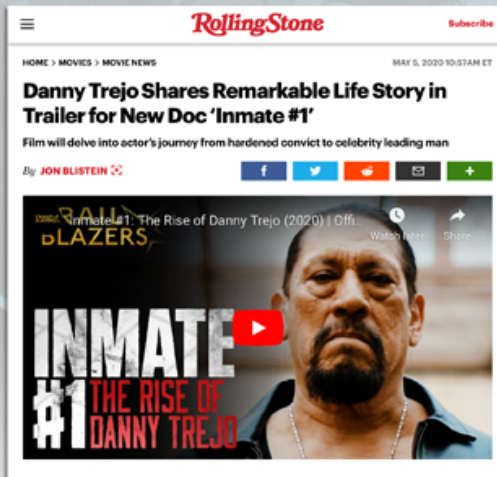 RollingStone
Subscribe
HOME > MOVIES > MOVIE NEWS
MAY 5, 2020 10:57AM ET
Danny Trejo Shares Remarkable Life Story in
Trailer for New Doc ‘Inmate #1’
Film will delve into actor’s journey from hardened convict to celebrity leading man
By JON BLISTEIN
Inmate #1: The Rise of Danny Trejo (2020) | Offi...
Watch later
Share
TRAIL
BLAZERS
INMATE
#1 THE RISE OF
DANNY TREJO